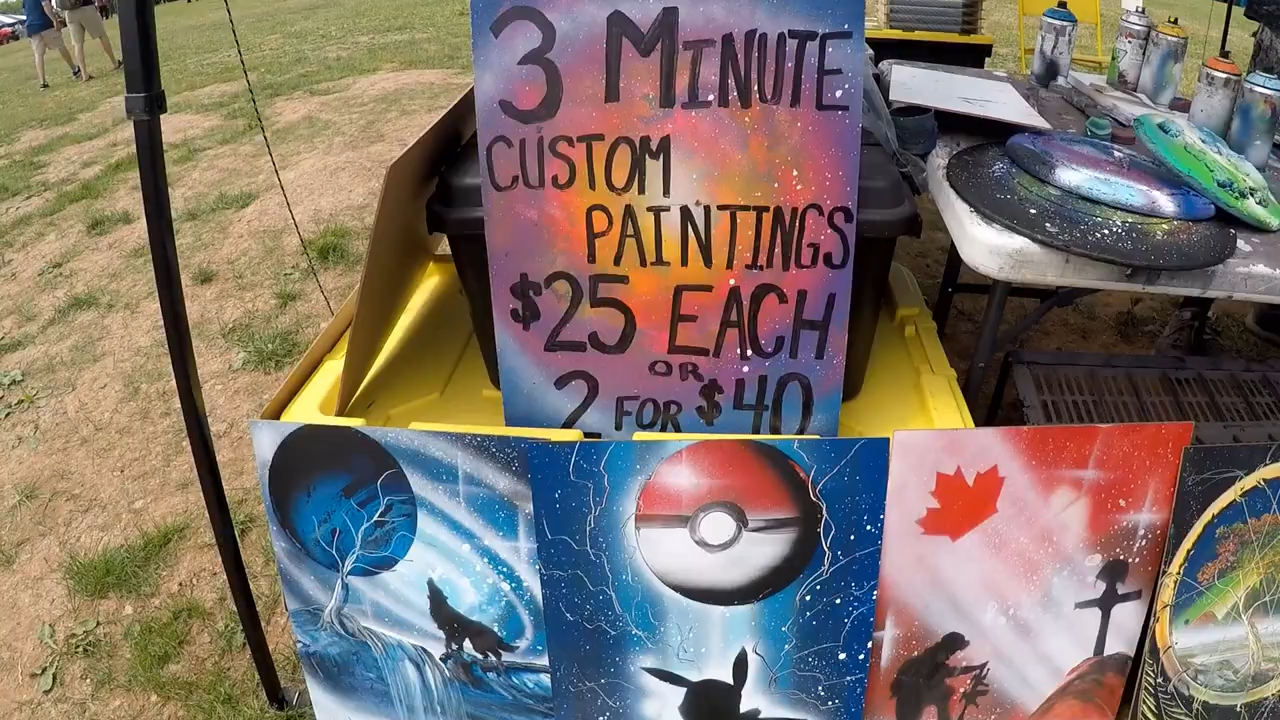 3 MINUTE
CUSTOM
PAINTINGS
$25 EACH
OR
2 FOR $40